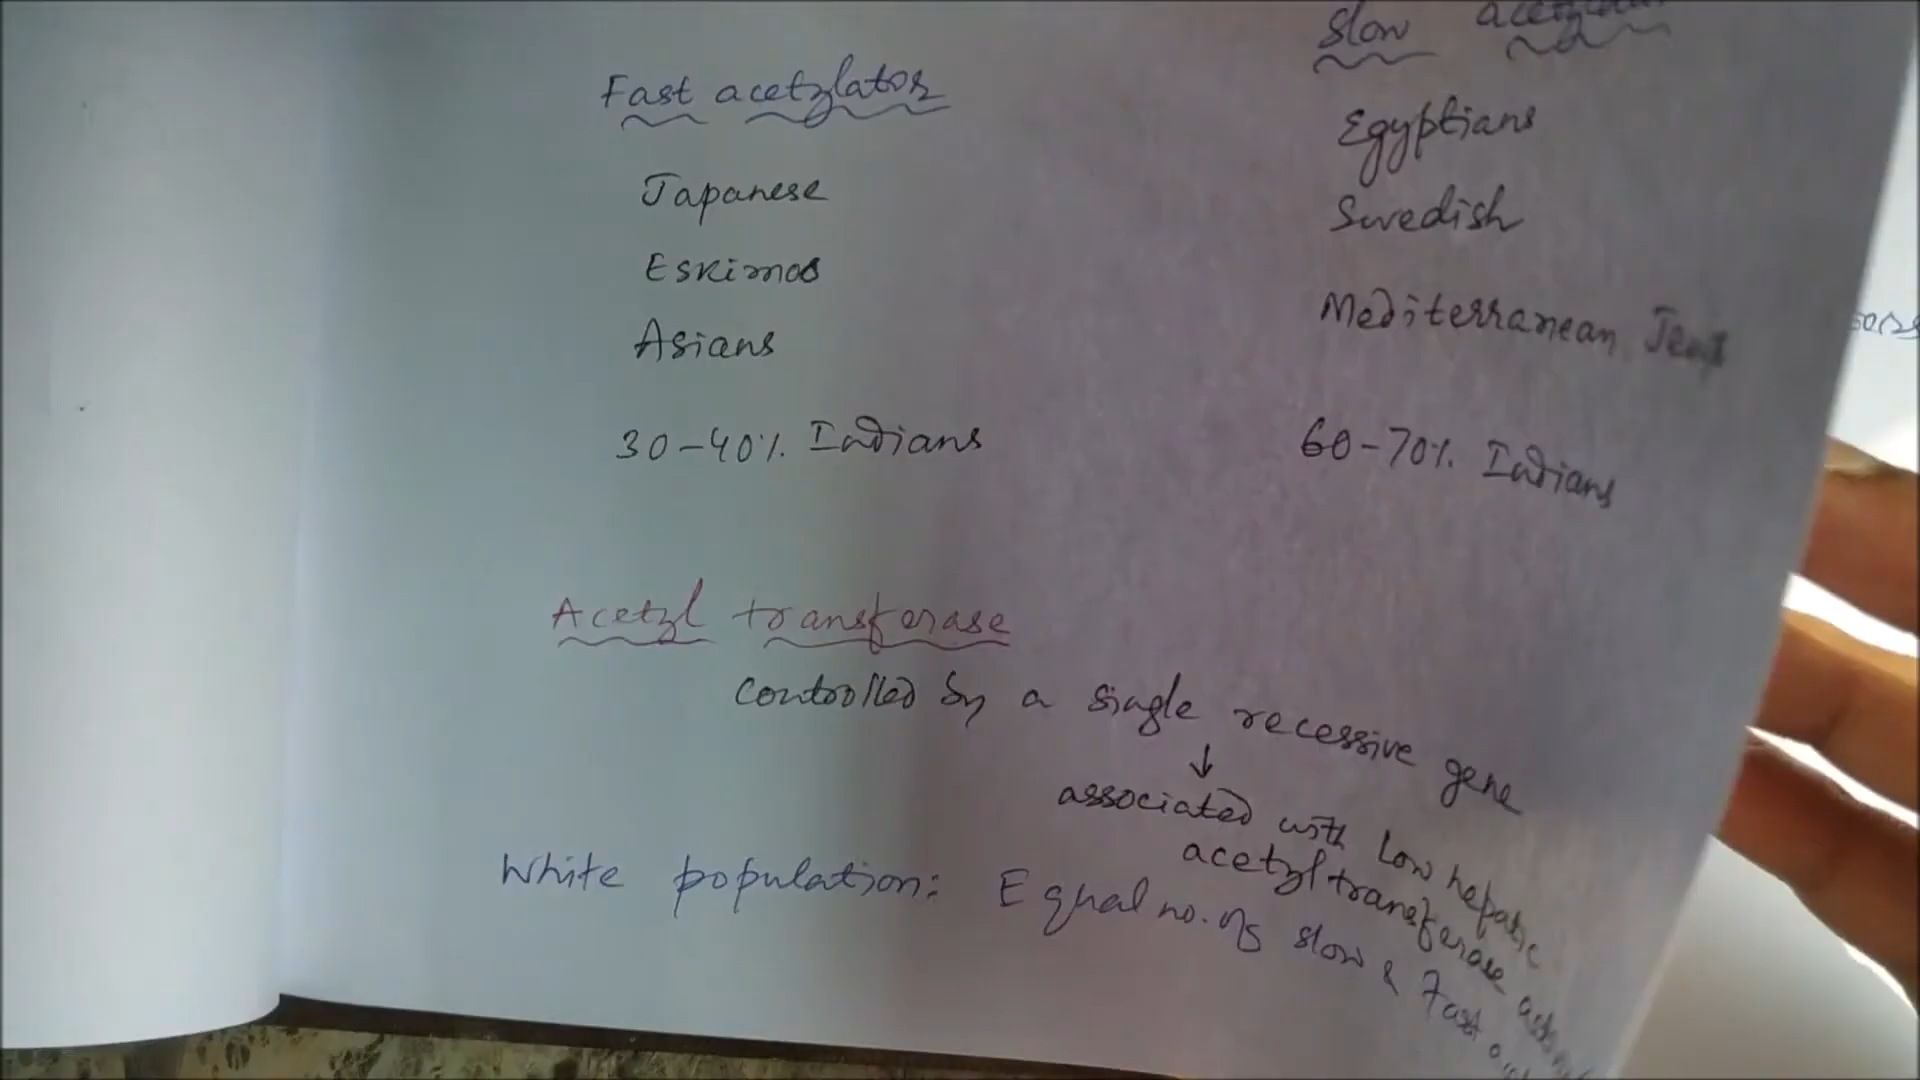 Slow
Fast acetylator
Egyptians
Japanese
Swedish
Eskimos
Mediterranean Jews
Asians
30-40% Indians
60-70% Indians
Acetyl transferase
controlled by a single recessive gene
↓
associated with low hepatic
acetyl transferase
White population: Equal no. of slow & Fast